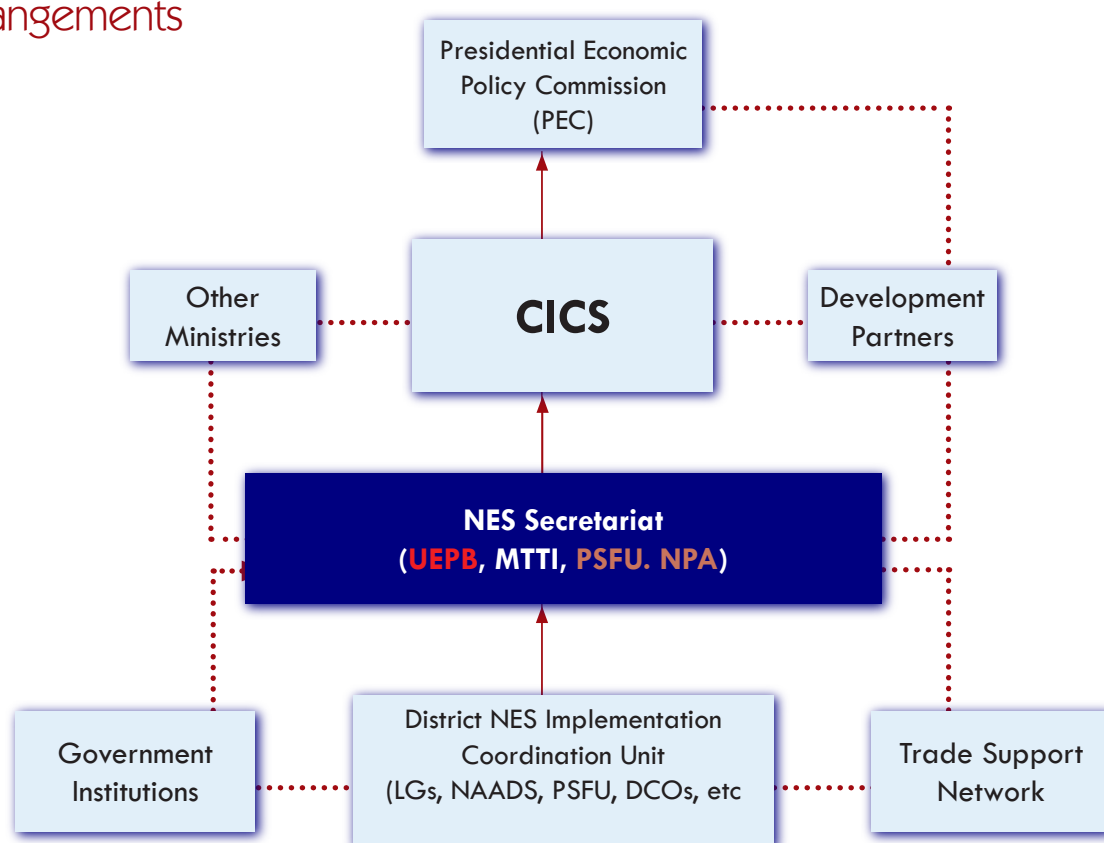 angements
Presidential Economic
Policy Commission
(PEC)
Other
Ministries
CICS
Development
Partners
NES Secretariat
(UEPB, MTTI, PSFU. NPA)
Government
Institutions
District NES Implementation
Coordination Unit
(LGs, NAADS, PSFU, DCOs, etc
Trade Support
Network